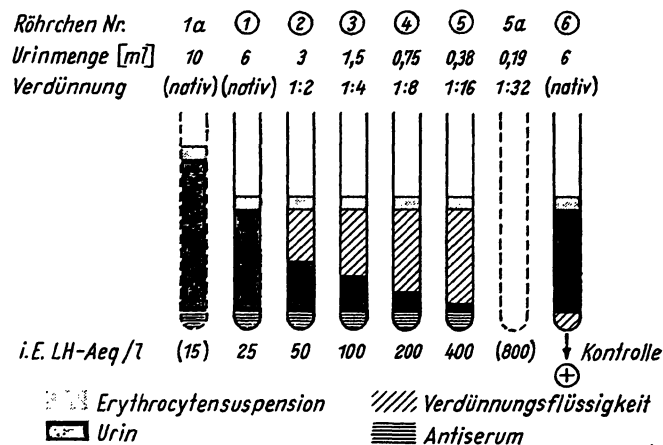 Röhrchen Nr. 1a ① ② ③ ④ ⑤ 5a ⑥
Urinmenge [ml] 10 6 3 1,5 0,75 0,38 0,19 6
Verdünnung (nativ) (nativ) 1:2 1:4 1:8 1:16 1:32 (nativ)
i.E. LH-Aeq/l (15) 25 50 100 200 400 (800) Kontrolle
⊕
Erythrocytensuspension
Urin
Verdünnungsflüssigkeit
Antiserum